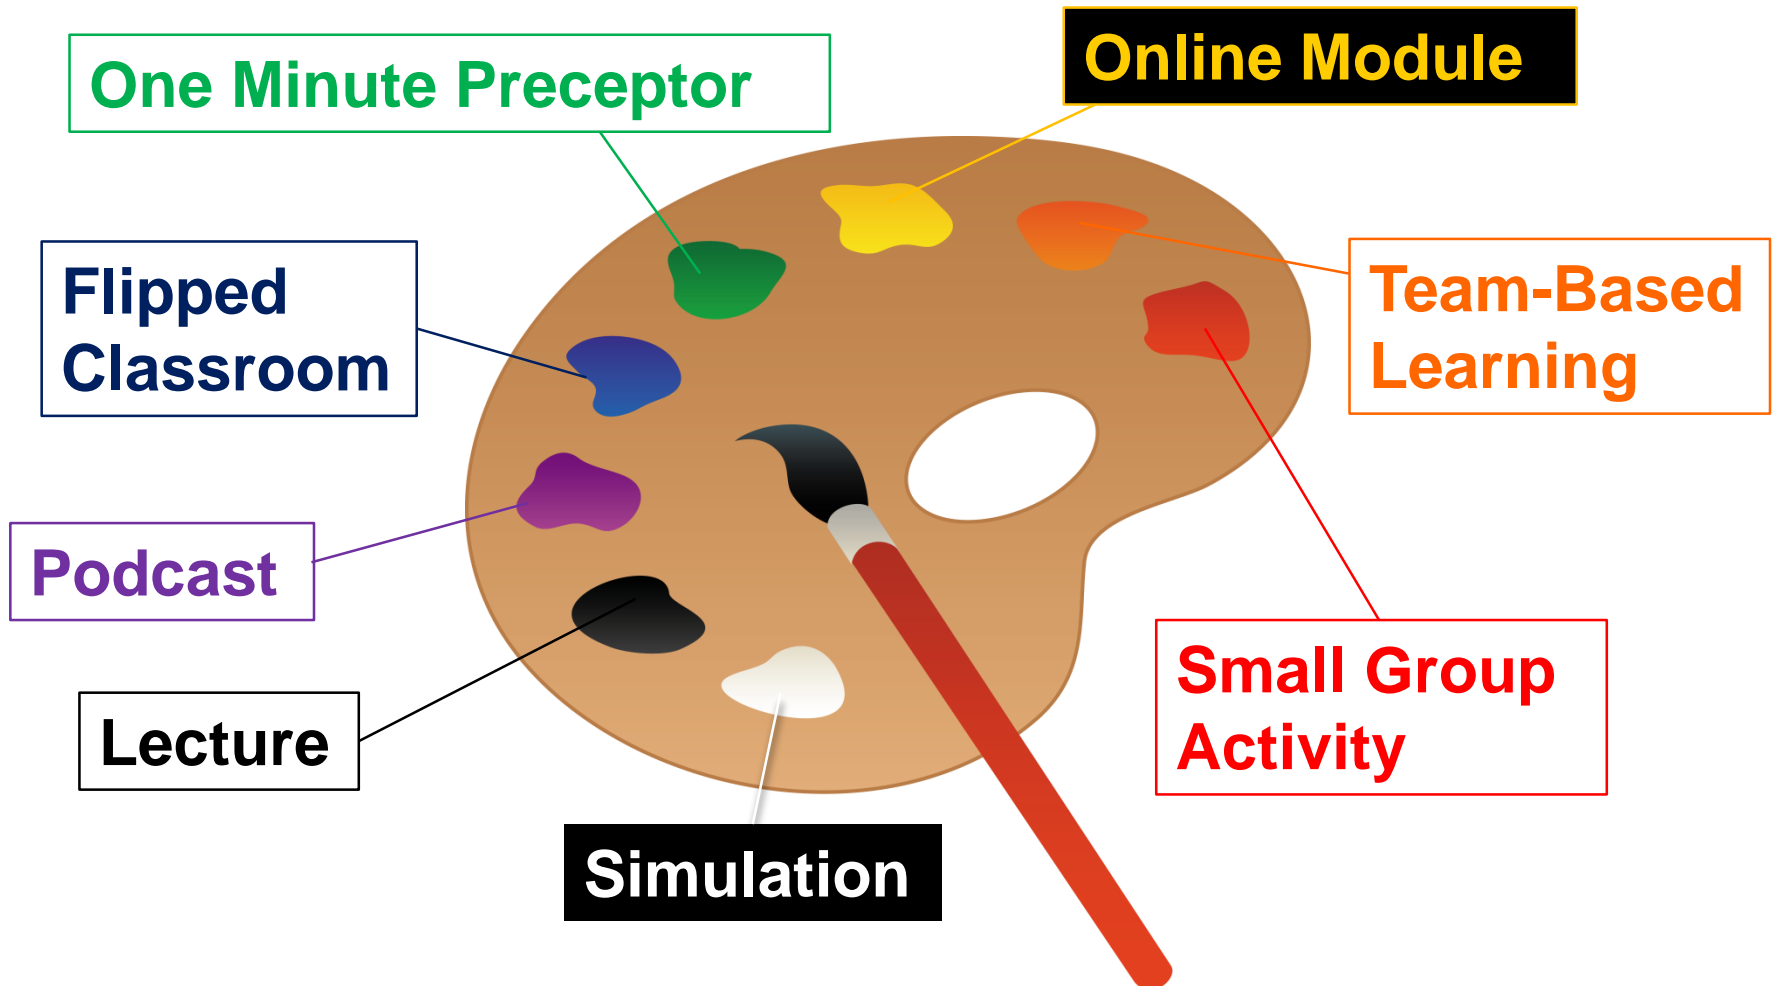 One Minute Preceptor
Online Module
Flipped
Classroom
Team-Based
Learning
Podcast
Small Group
Activity
Lecture
Simulation